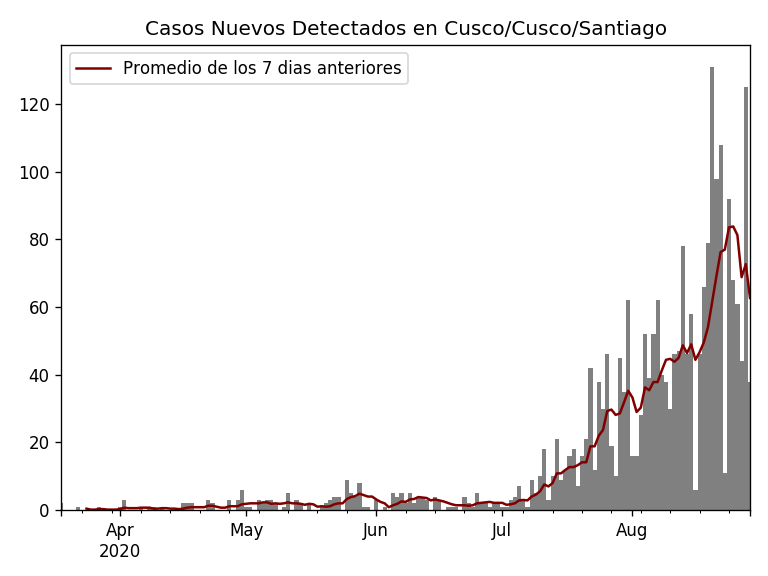 Casos Nuevos Detectados en Cusco/Cusco/Santiago
Promedio de los 7 dias anteriores
120
100
80
60
40
20
0
Apr
May
Jun
Jul
Aug
2020